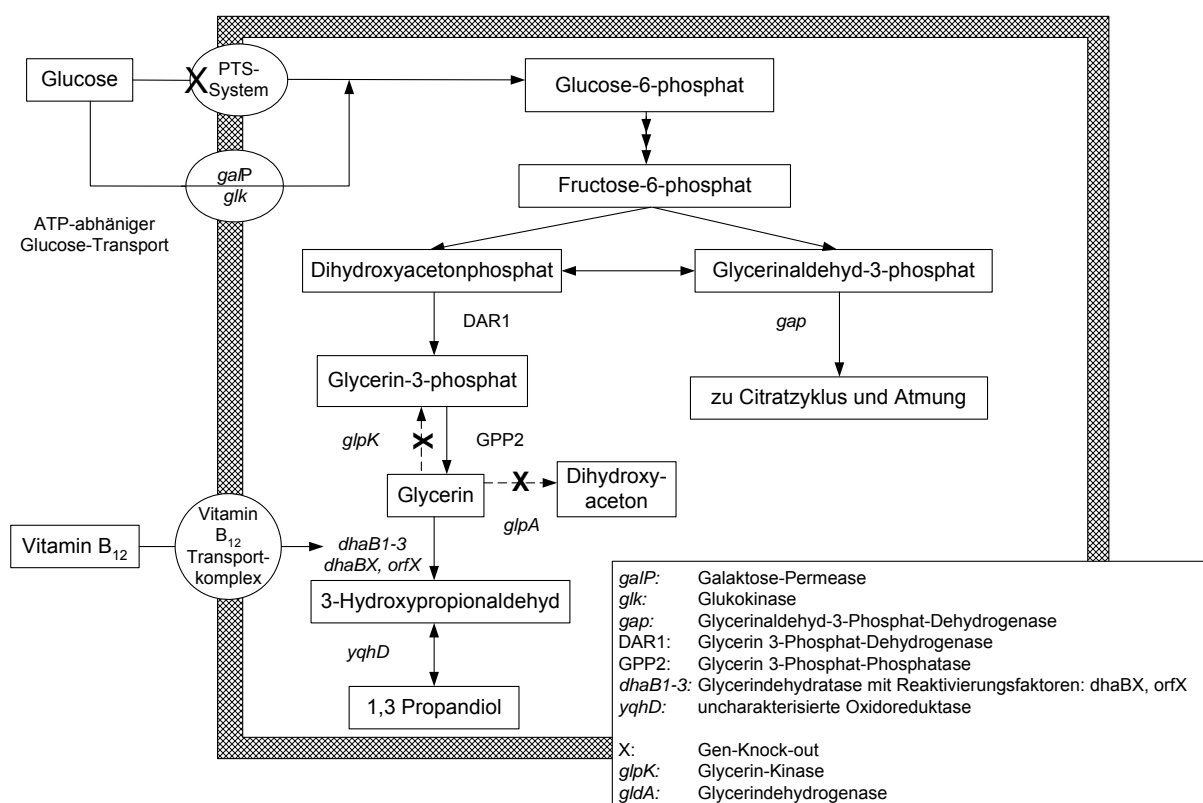 Glucose
PTS-
System
Glucose-6-phosphat
galP
glk
ATP-abhäniger
Glucose-Transport
Fructose-6-phosphat
Dihydroxyacetonphosphat
Glycerinaldehyd-3-phosphat
DAR1
gap
Glycerin-3-phosphat
zu Citratzyklus und Atmung
glpK
GPP2
Glycerin
Dihydroxy-
aceton
glpA
Vitamin B12
Vitamin
B12
Transport-
komplex
dhaB1-3
dhaBX, orfX
3-Hydroxypropionaldehyd
yqhD
1,3 Propandiol
galP: Galaktose-Permease
glk: Glukokinase
gap: Glycerinaldehyd-3-Phosphat-Dehydrogenase
DAR1: Glycerin 3-Phosphat-Dehydrogenase
GPP2: Glycerin 3-Phosphat-Phosphatase
dhaB1-3: Glycerindehydratase mit Reaktivierungsfaktoren: dhaBX, orfX
yqhD: uncharakterisierte Oxidoreduktase
X: Gen-Knock-out
glpK: Glycerin-Kinase
gldA: Glycerindehydrogenase